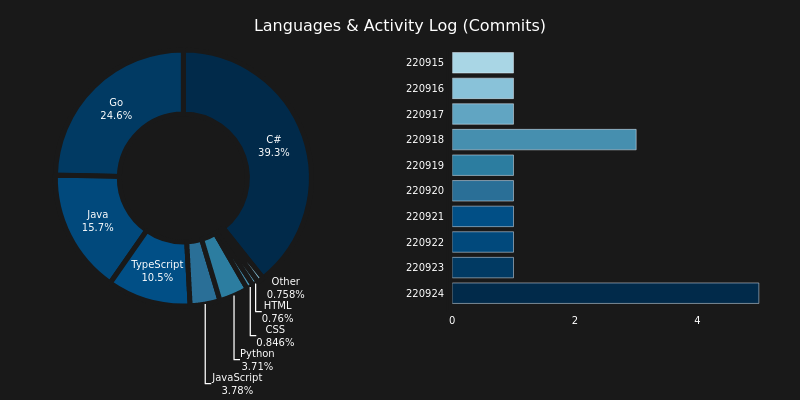 Languages & Activity Log (Commits)
C#
39.3%
Go
24.6%
Java
15.7%
TypeScript
10.5%
JavaScript
3.78%
Python
3.71%
CSS
0.846%
HTML
0.76%
Other
0.758%
220915
220916
220917
220918
220919
220920
220921
220922
220923
220924
0 2 4